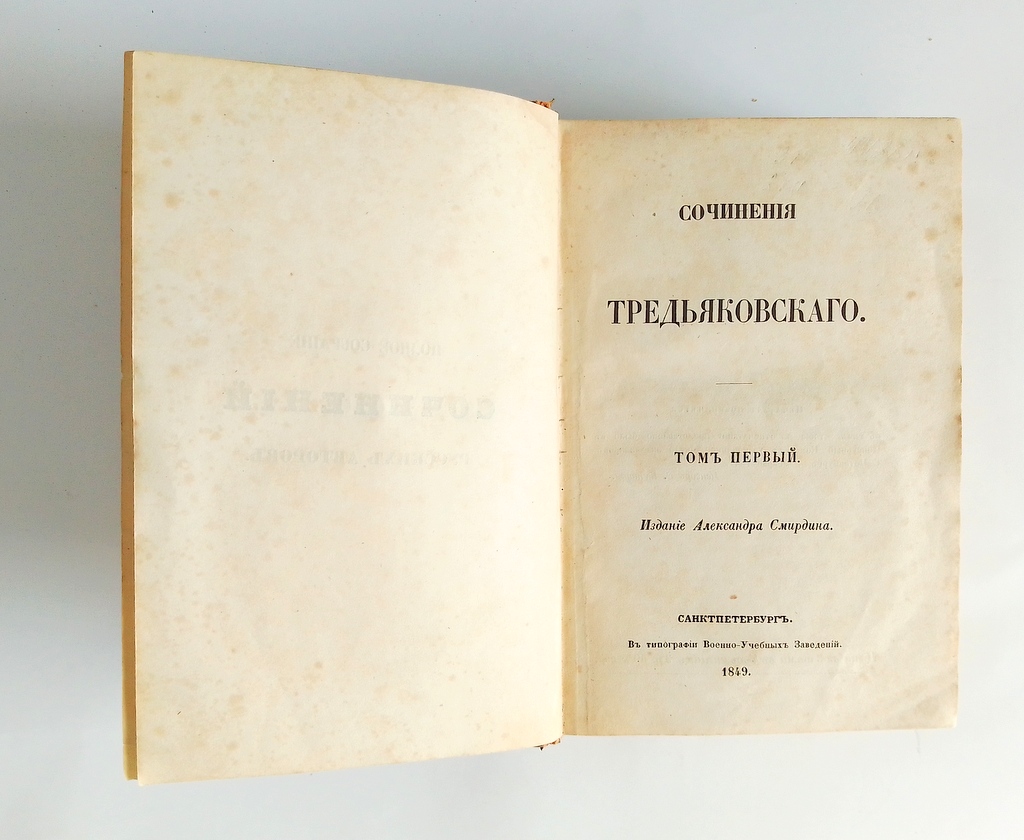 СОЧИНЕНІЯ
ТРЕДЬЯКОВСКАГО.
ТОМЪ ПЕРВЫЙ.
Изданіе Александра Смирдина.
САНКТПЕТЕРБУРГЪ.
Въ типографіи Военно-Учебныхъ Заведеній.
1849.